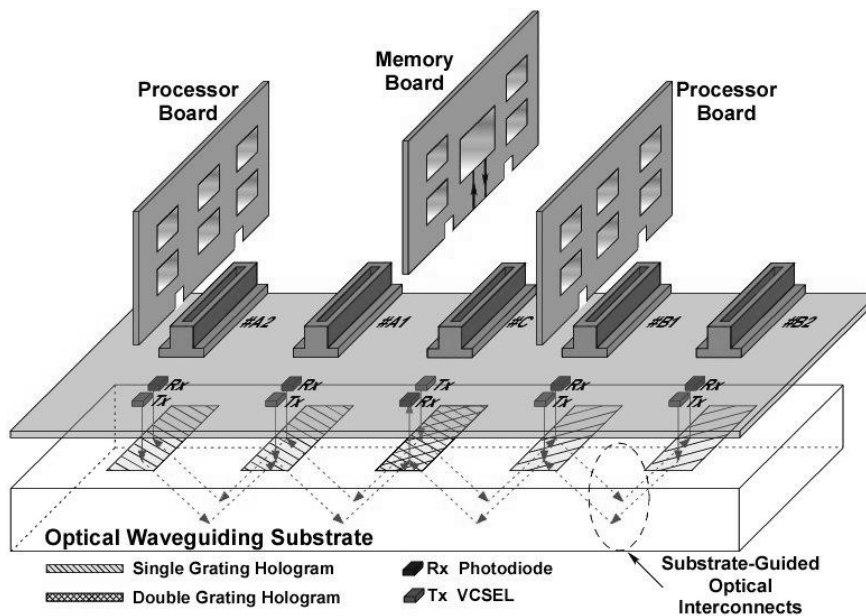 Memory
Board
Processor
Board
Processor
Board
#A2
#A1
#C
#B1
#B2
Rx
Rx
Tx
Rx
Rx
Tx
Tx
Rx
Tx
Tx
Optical Waveguiding Substrate
Single Grating Hologram
Rx Photodiode
Double Grating Hologram
Tx VCSEL
Substrate-Guided
Optical
Interconnects